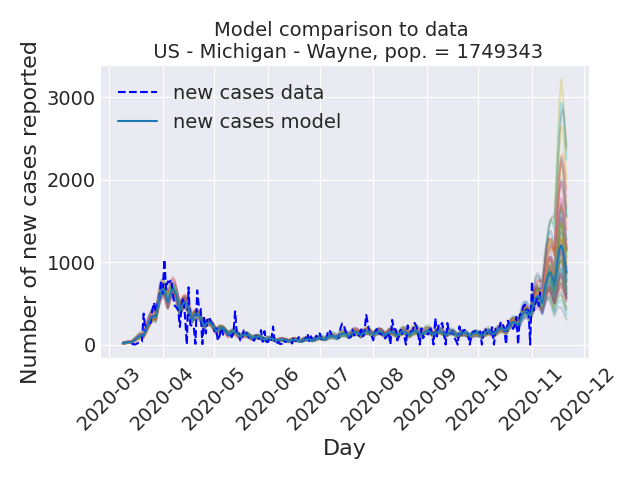 Model comparison to data
US - Michigan - Wayne, pop. = 1749343
Number of new cases reported
3000
2000
1000
0
new cases data
new cases model
2020-03
2020-04
2020-05
2020-06
2020-07
2020-08
2020-09
2020-10
2020-11
2020-12
Day